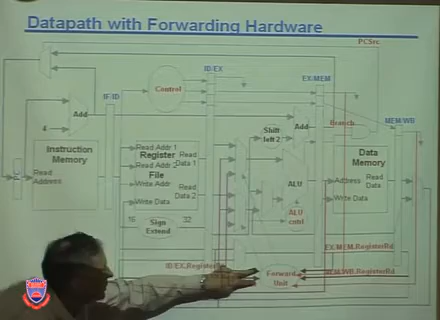 Datapath with Forwarding Hardware
PCSrc
ID/EX
EX/MEM
Control
IF/ID
MEM/WB
Add
Branch
4
Shift
left 2
Add
Instruction
Memory
Read Address
PC
Read Addr 1
Register
Read Addr 2
File
Write Addr
Write Data
Read
Data 1
Read
Data 2
ALU
ALU
cntrl
Data
Memory
Address
Read
Data
Write Data
16
Sign
Extend
32
EX/MEM.RegisterRd
ID/EX.Register
Forward
Unit
MEM/WB.RegisterRd